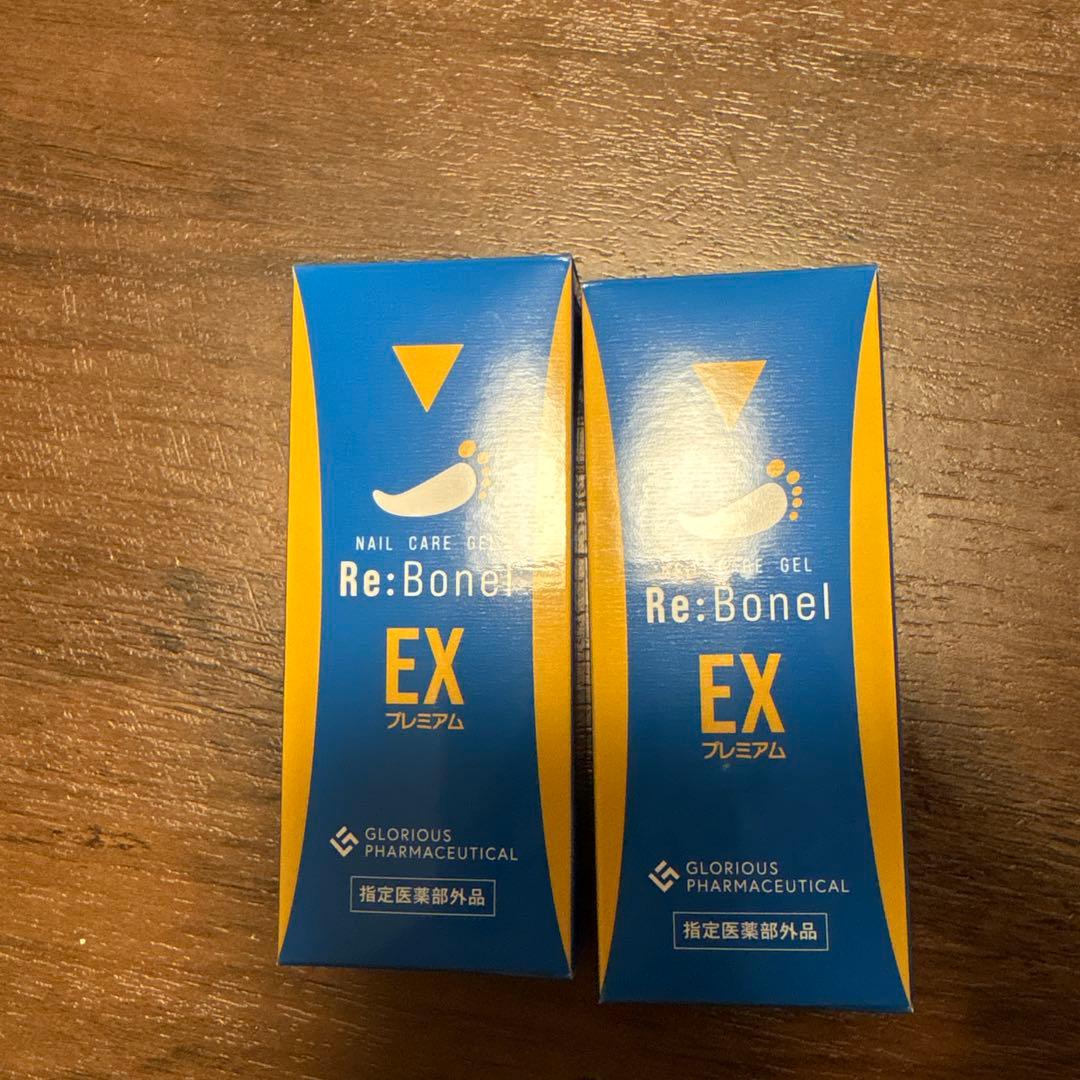 NAIL CARE GEL
Re:Bonel
EX
プレミアム
GLORIOUS
PHARMACEUTICAL
指定医薬部外品
CARE GEL
Re:Bonel
EX
プレミアム
GLORIOUS
PHARMACEUTICAL
指定医薬部外品